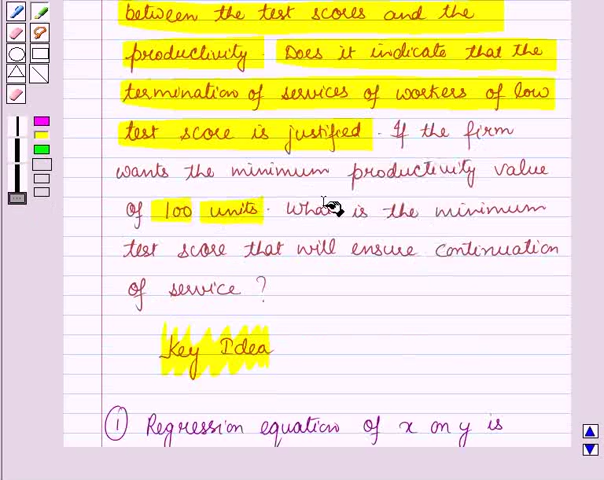 between the test scores and the
productivity. Does it indicate that the
termination of services of workers of low
test score is justified. If the firm
wants the minimum productivity value
of 100 units. What is the minimum
test score that will ensure continuation
of service?
Key Idea
① Regression equation of x on y is